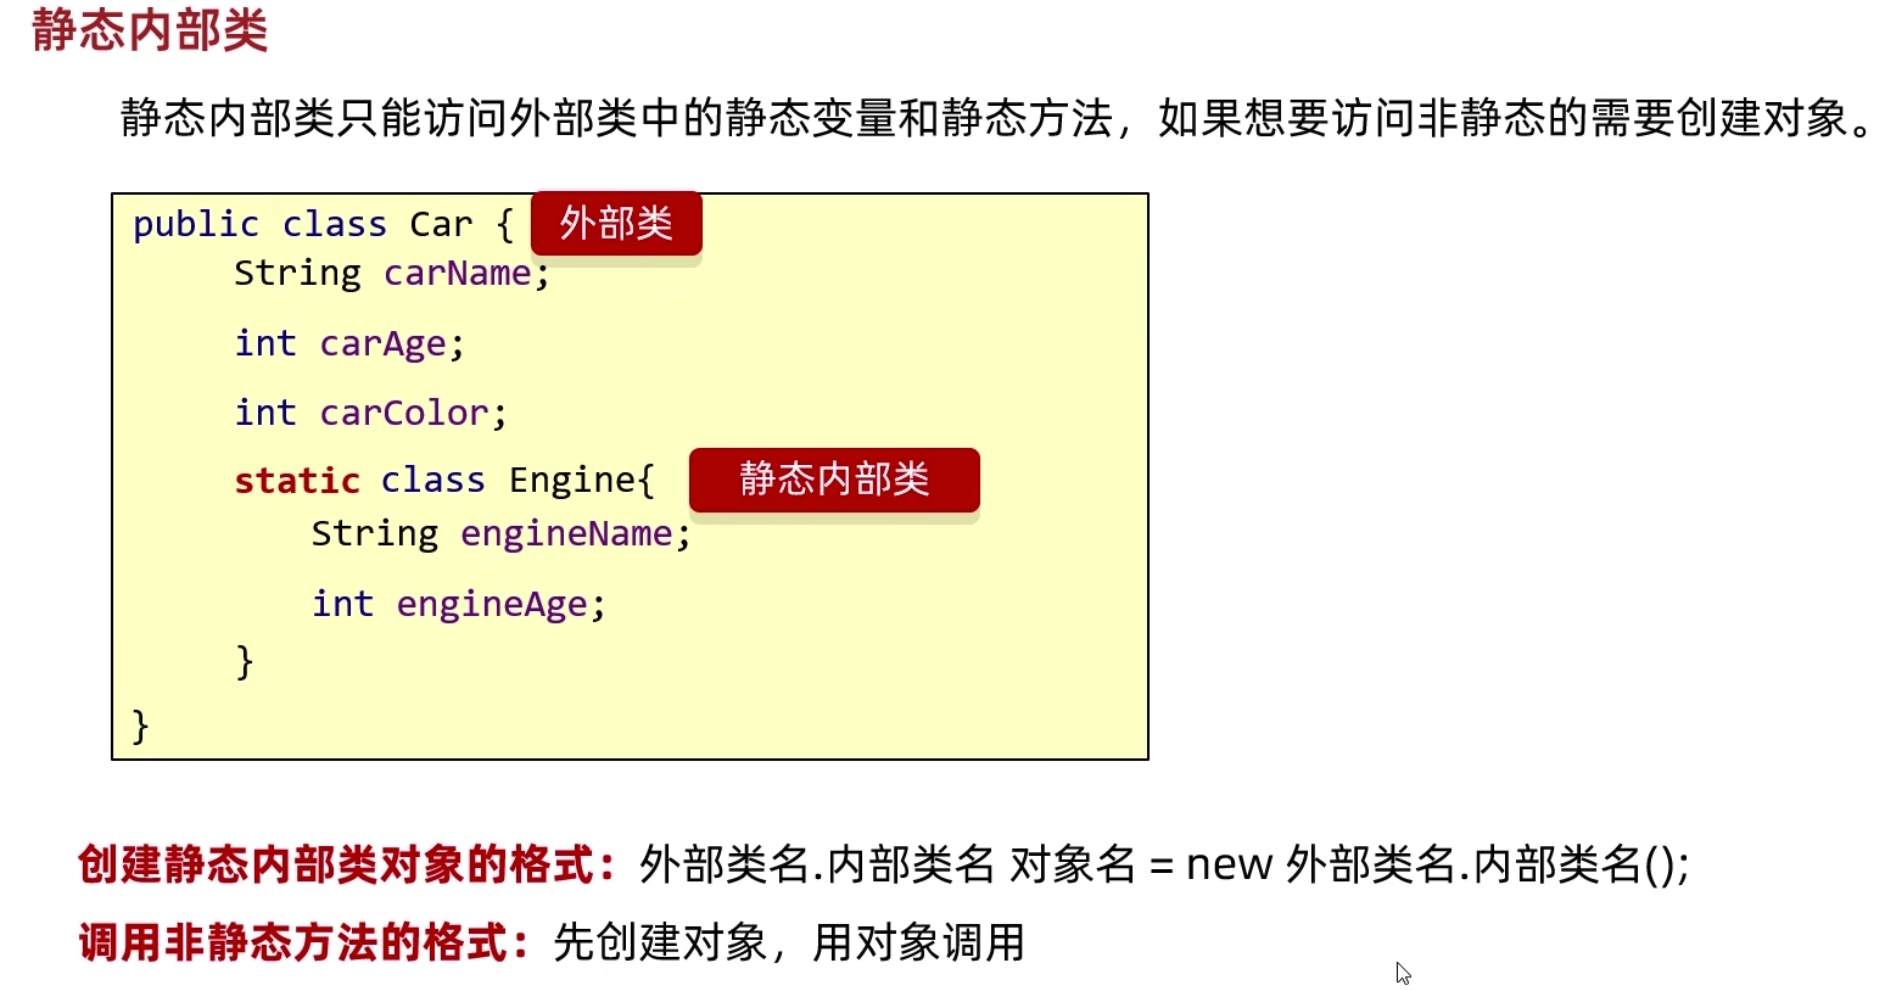 静态内部类
静态内部类只能访问外部类中的静态变量和静态方法，如果想要访问非静态的需要创建对象。
public class Car { 外部类
String carName;
int carAge;
int carColor;
static class Engine{ 静态内部类
String engineName;
int engineAge;
}
}
创建静态内部类对象的格式：外部类名.内部类名 对象名 = new 外部类名.内部类名();
调用非静态方法的格式：先创建对象，用对象调用